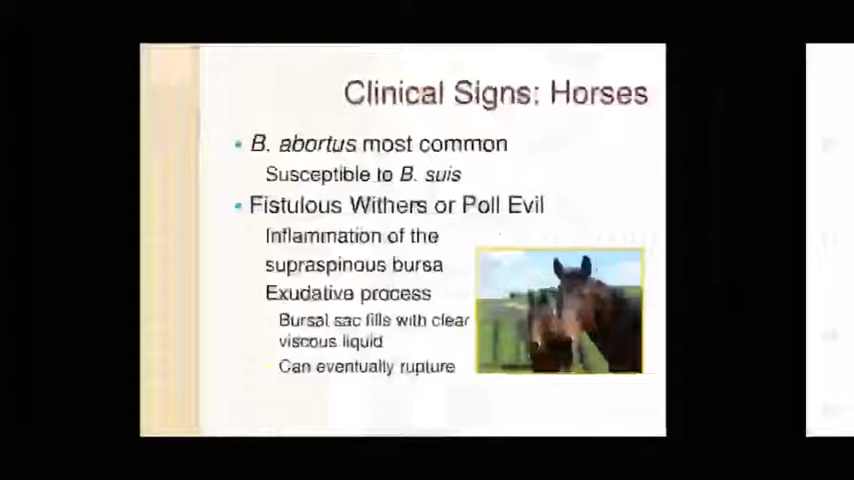 Clinical Signs: Horses
B. abortus most common
Susceptible to B. suis
Fistulous Withers or Poll Evil
Inflammation of the
supraspinous bursa
Exudative process
Bursal sac fills with clear
viscous liquid
Can eventually rupture